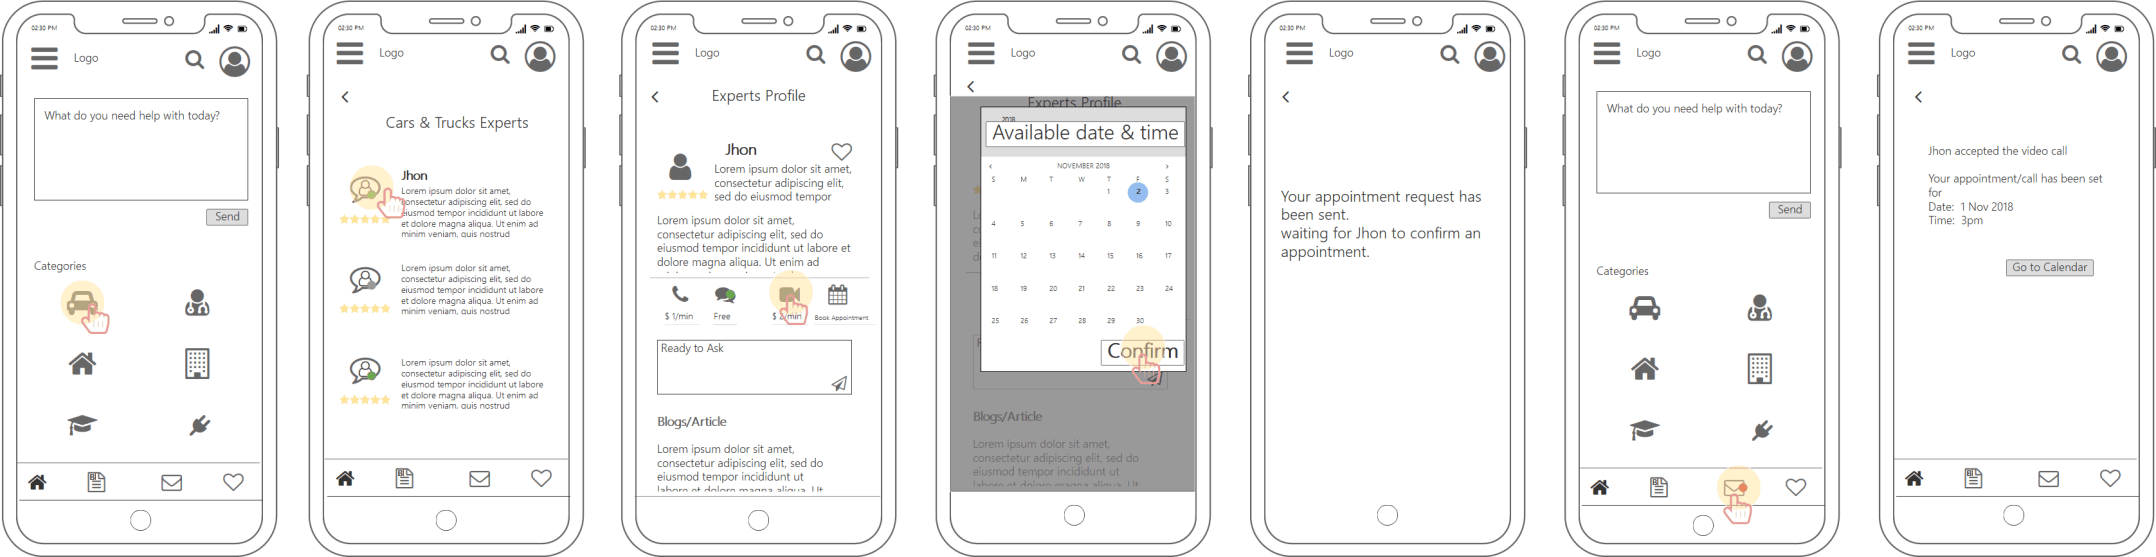 02:30 PM
Logo
What do you need help with today?
Send
Categories
02:30 PM
Logo
Cars & Trucks Experts
Jhon
Lorem ipsum dolor sit amet,
consectetur adipiscing elit, sed do
eiusmod tempor incididunt ut labore
et dolore magna aliqua. Ut enim ad
minim veniam, quis nostrud
Lorem ipsum dolor sit amet,
consectetur adipiscing elit, sed do
eiusmod tempor incididunt ut labore
et dolore magna aliqua. Ut enim ad
minim veniam, quis nostrud
Lorem ipsum dolor sit amet,
consectetur adipiscing elit, sed do
eiusmod tempor incididunt ut labore
et dolore magna aliqua. Ut enim ad
minim veniam, quis nostrud
02:30 PM
Logo
Experts Profile
Jhon
Lorem ipsum dolor sit amet,
consectetur adipiscing elit,
sed do eiusmod tempor
Lorem ipsum dolor sit amet,
consectetur adipiscing elit, sed do
eiusmod tempor incididunt ut labore et
dolore magna aliqua. Ut enim ad
$ 1/min
Free
$ 2/min
Book Appointment
Ready to Ask
Blogs/Article
Lorem ipsum dolor sit amet,
consectetur adipiscing elit, sed do
eiusmod tempor incididunt ut
labore et dolore magna aliqua. Ut
02:30 PM
Logo
Experts Profile
2018
Available date & time
NOVEMBER 2018
S M T W T F S
1 2 3
4 5 6 7 8 9 10
11 12 13 14 15 16 17
18 19 20 21 22 23 24
25 26 27 28 29 30
Confirm
Blogs/Article
Lorem ipsum dolor sit amet,
consectetur adipiscing elit, sed do
eiusmod tempor incididunt ut
labore et dolore magna aliqua. Ut
02:30 PM
Logo
Your appointment request has
been sent.
waiting for Jhon to confirm an
appointment.
02:30 PM
Logo
What do you need help with today?
Send
Categories
02:30 PM
Logo
Jhon accepted the video call
Your appointment/call has been set
for
Date: 1 Nov 2018
Time: 3pm
Go to Calendar